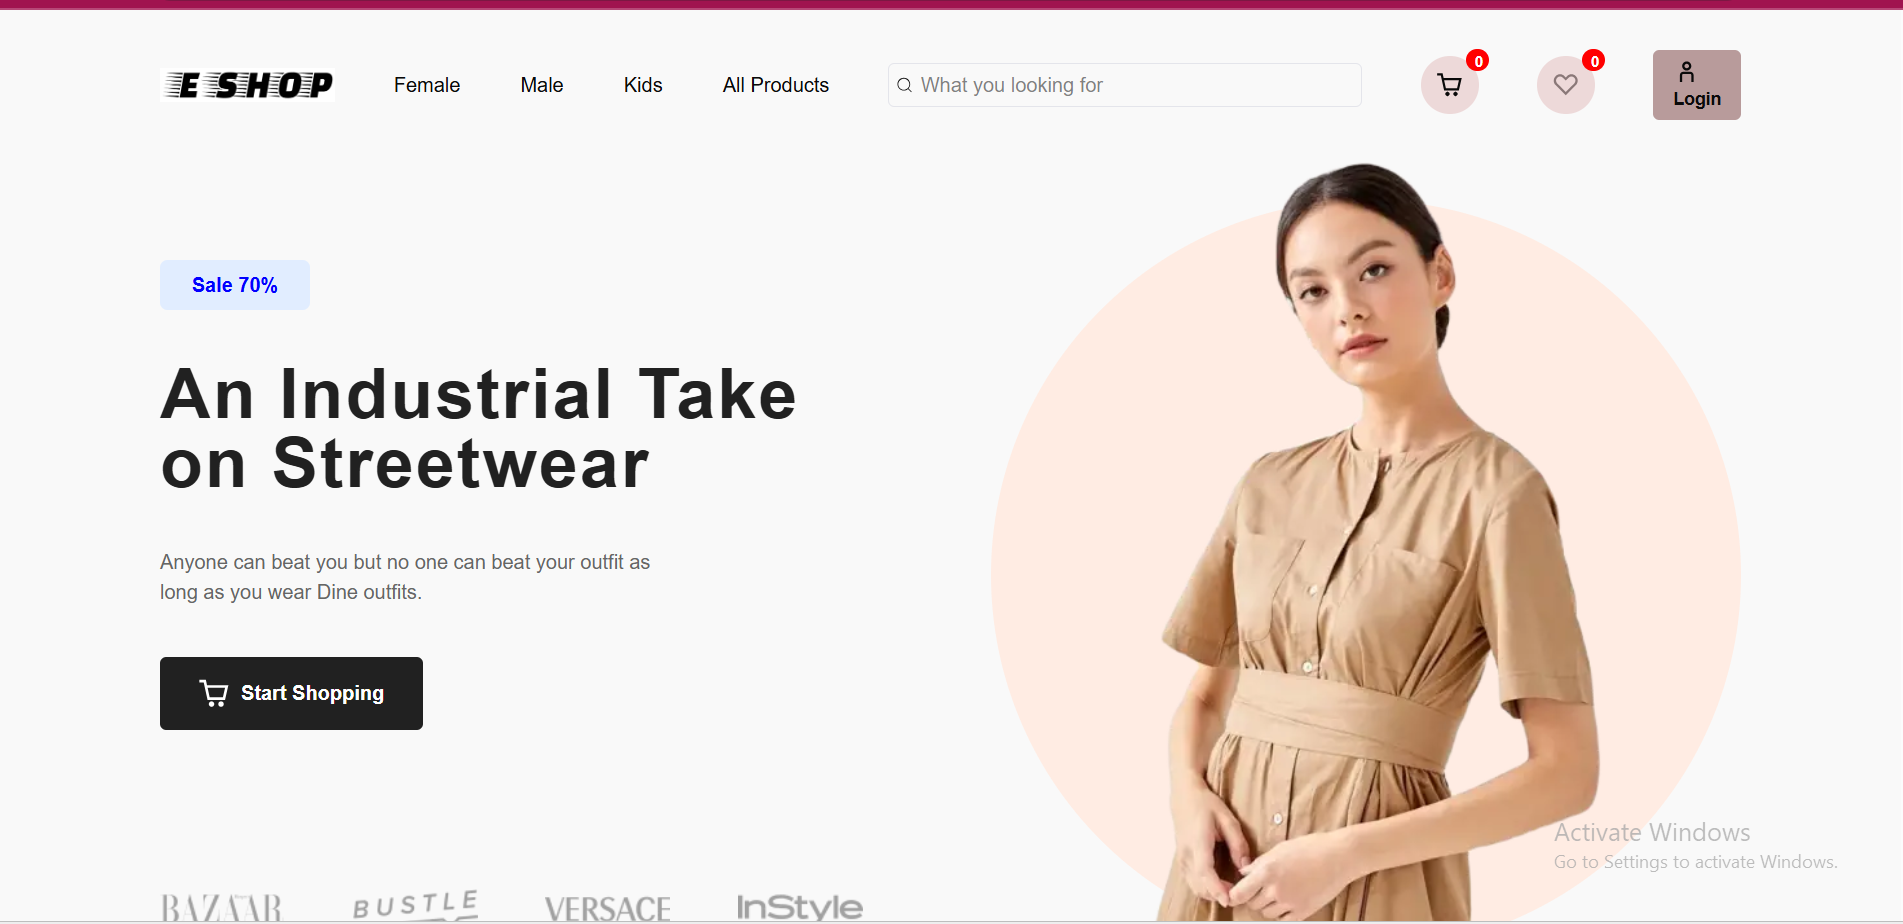 E SHOP
Female
Male
Kids
All Products
What you looking for
0
0
Login
Sale 70%
An Industrial Take
on Streetwear
Anyone can beat you but no one can beat your outfit as
long as you wear Dine outfits.
Start Shopping
BAZAAR
BUSTLE
VERSACE
InStyle
Activate Windows
Go to Settings to activate Windows.